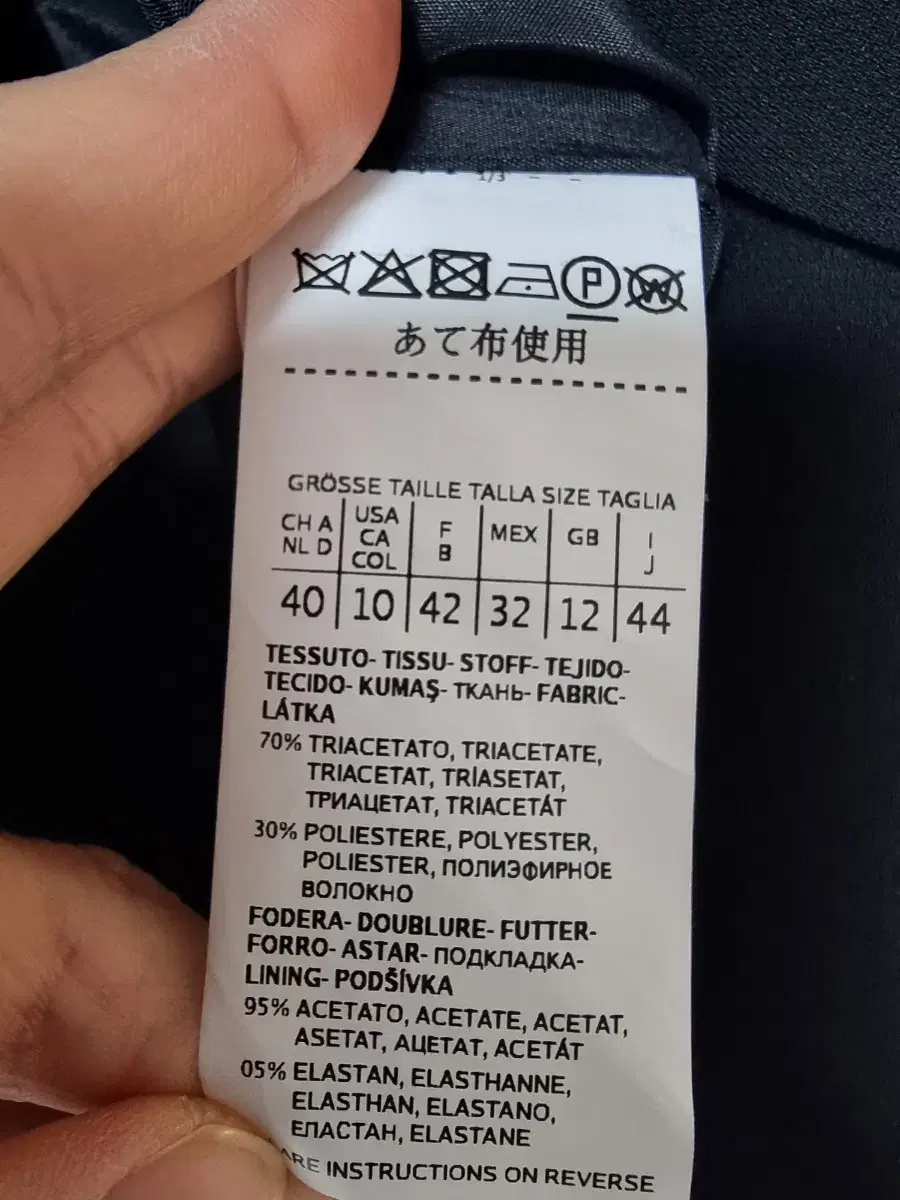 1/3
P
W
あて布使用
GRÖSSE TAILLE TALLA SIZE TAGLIA
CH A NL D | USA CA COL | F B | MEX | GB | I J
40 | 10 | 42 | 32 | 12 | 44
TESSUTO- TISSU- STOFF- TEJIDO-
TECIDO- KUMAŞ- ТКАНЬ- FABRIC-
LÁTKA
70% TRIACETATO, TRIACETATE,
TRIACETAT, TRİASETAT,
ТРИАЦЕТАТ, TRIACETÁT
30% POLIESTERE, POLYESTER,
POLIESTER, ПОЛИЭФИРНОЕ
ВОЛОКНО
FODERA- DOUBLURE- FUTTER-
FORRO- ASTAR- ПОДКЛАДКА-
LINING- PODŠÍVKA
95% ACETATO, ACETATE, ACETAT,
ASETAT, АЦЕТАТ, ACETÁT
05% ELASTAN, ELASTHANNE,
ELASTHAN, ELASTANO,
ЕЛАСТАН, ELASTANE
ARE INSTRUCTIONS ON REVERSE